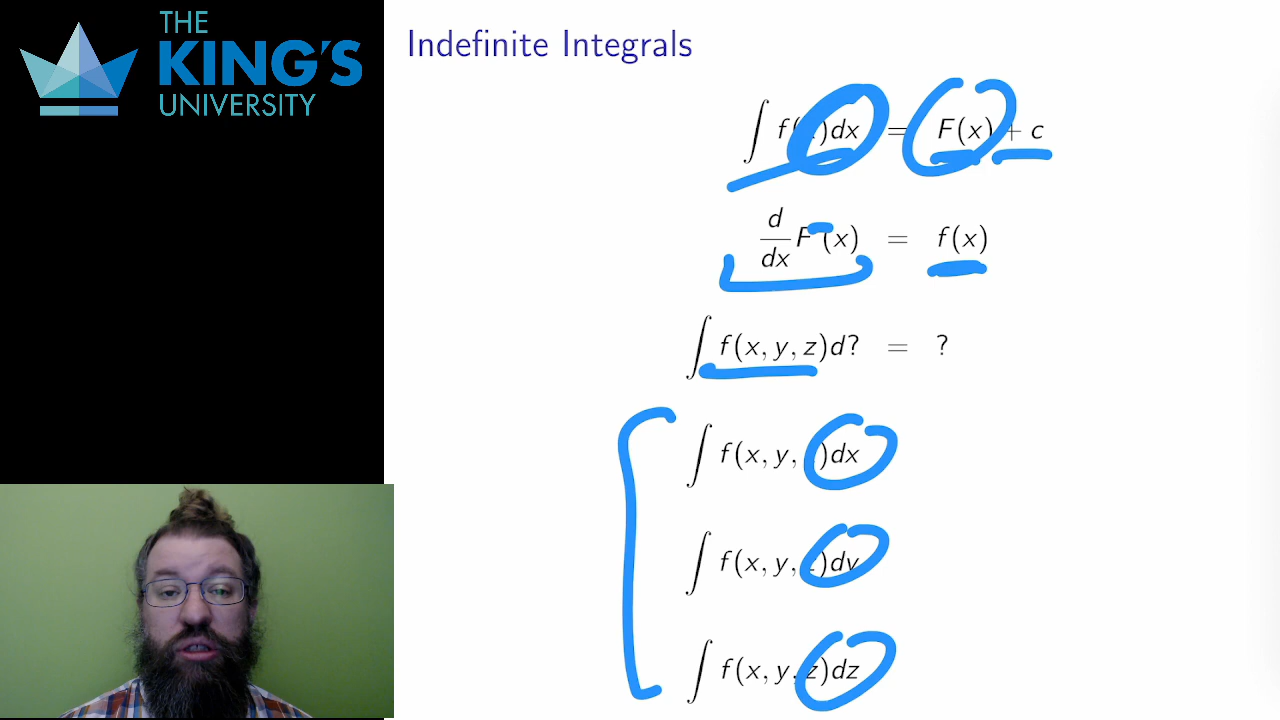 THE
KING'S
UNIVERSITY
Indefinite Integrals
∫ f(x)dx = F(x) + c
d/dx F(x) = f(x)
∫ f(x, y, z)d? = ?
∫ f(x, y, z)dx
∫ f(x, y, z)dy
∫ f(x, y, z)dz